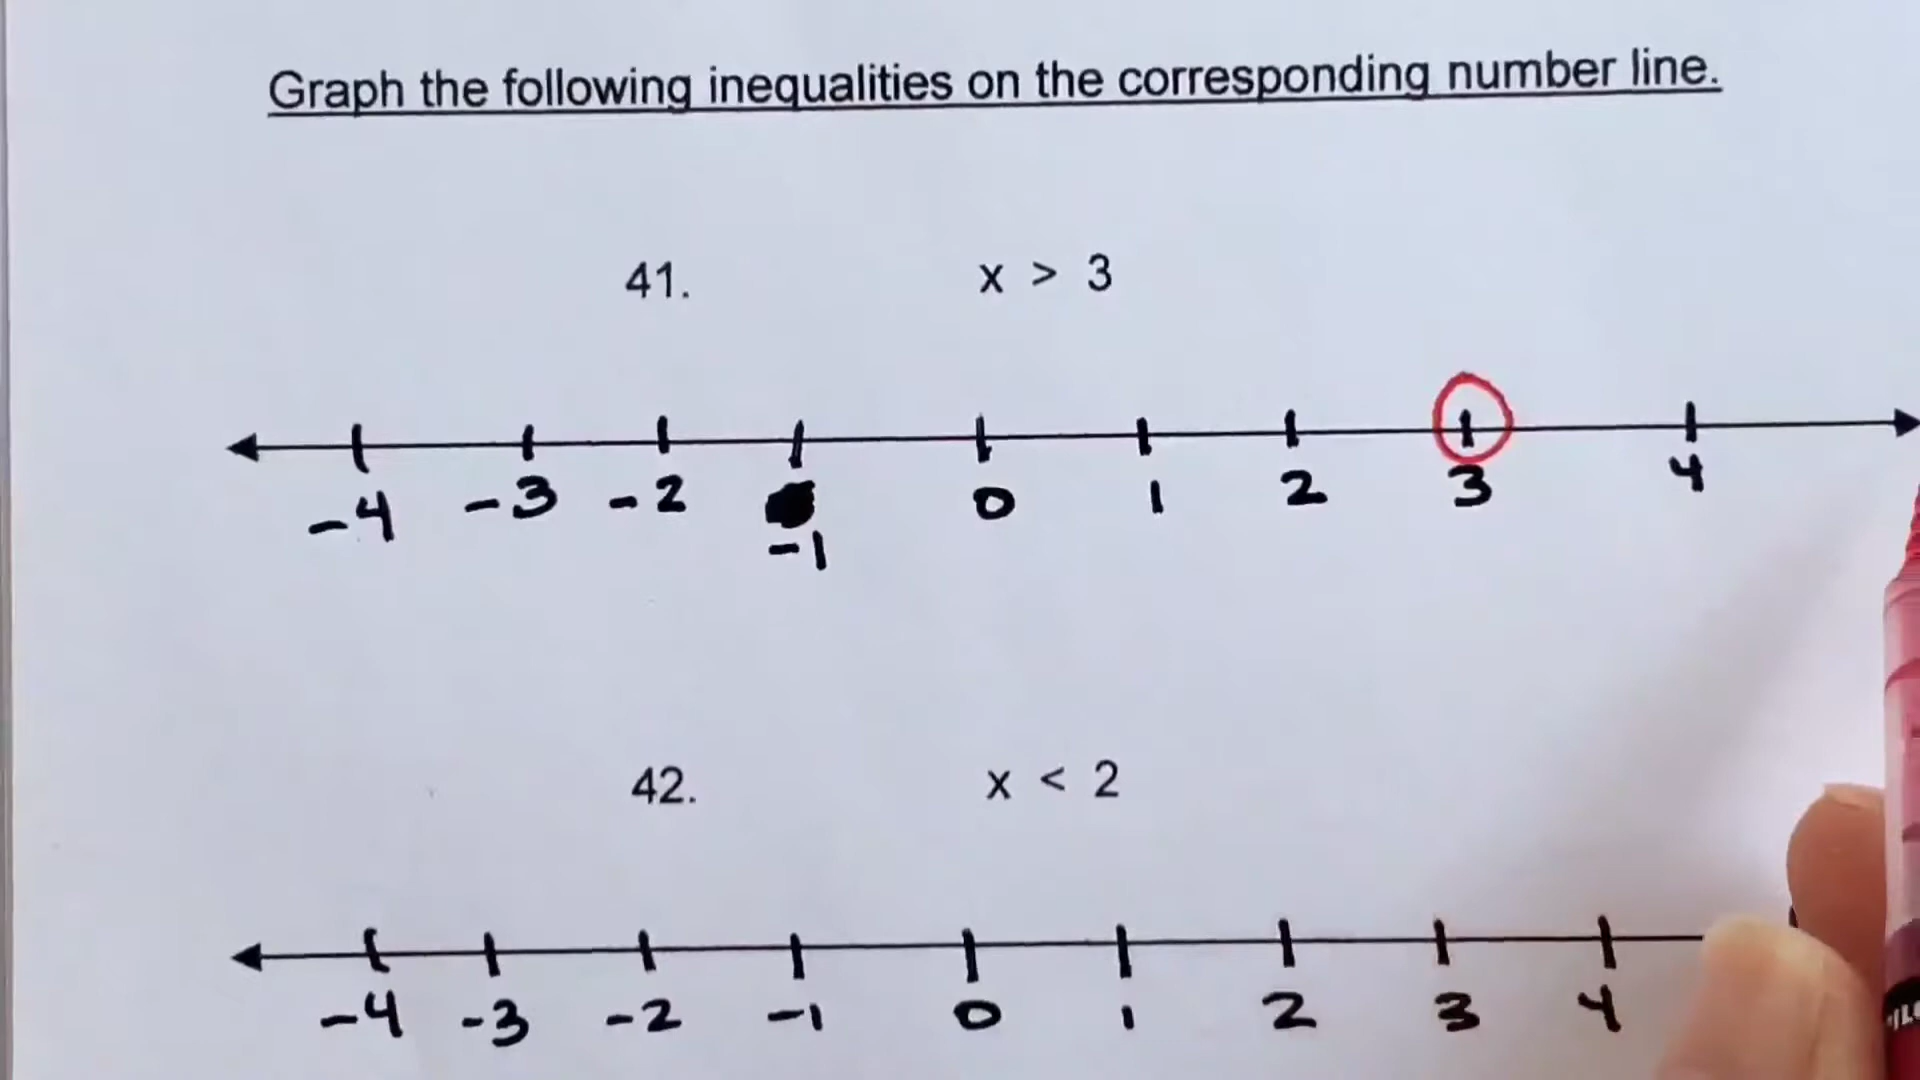 Graph the following inequalities on the corresponding number line.
41. x > 3
-4 -3 -2 0 1 2 3 4
-1
42. x < 2
-4 -3 -2 -1 0 1 2 3 4